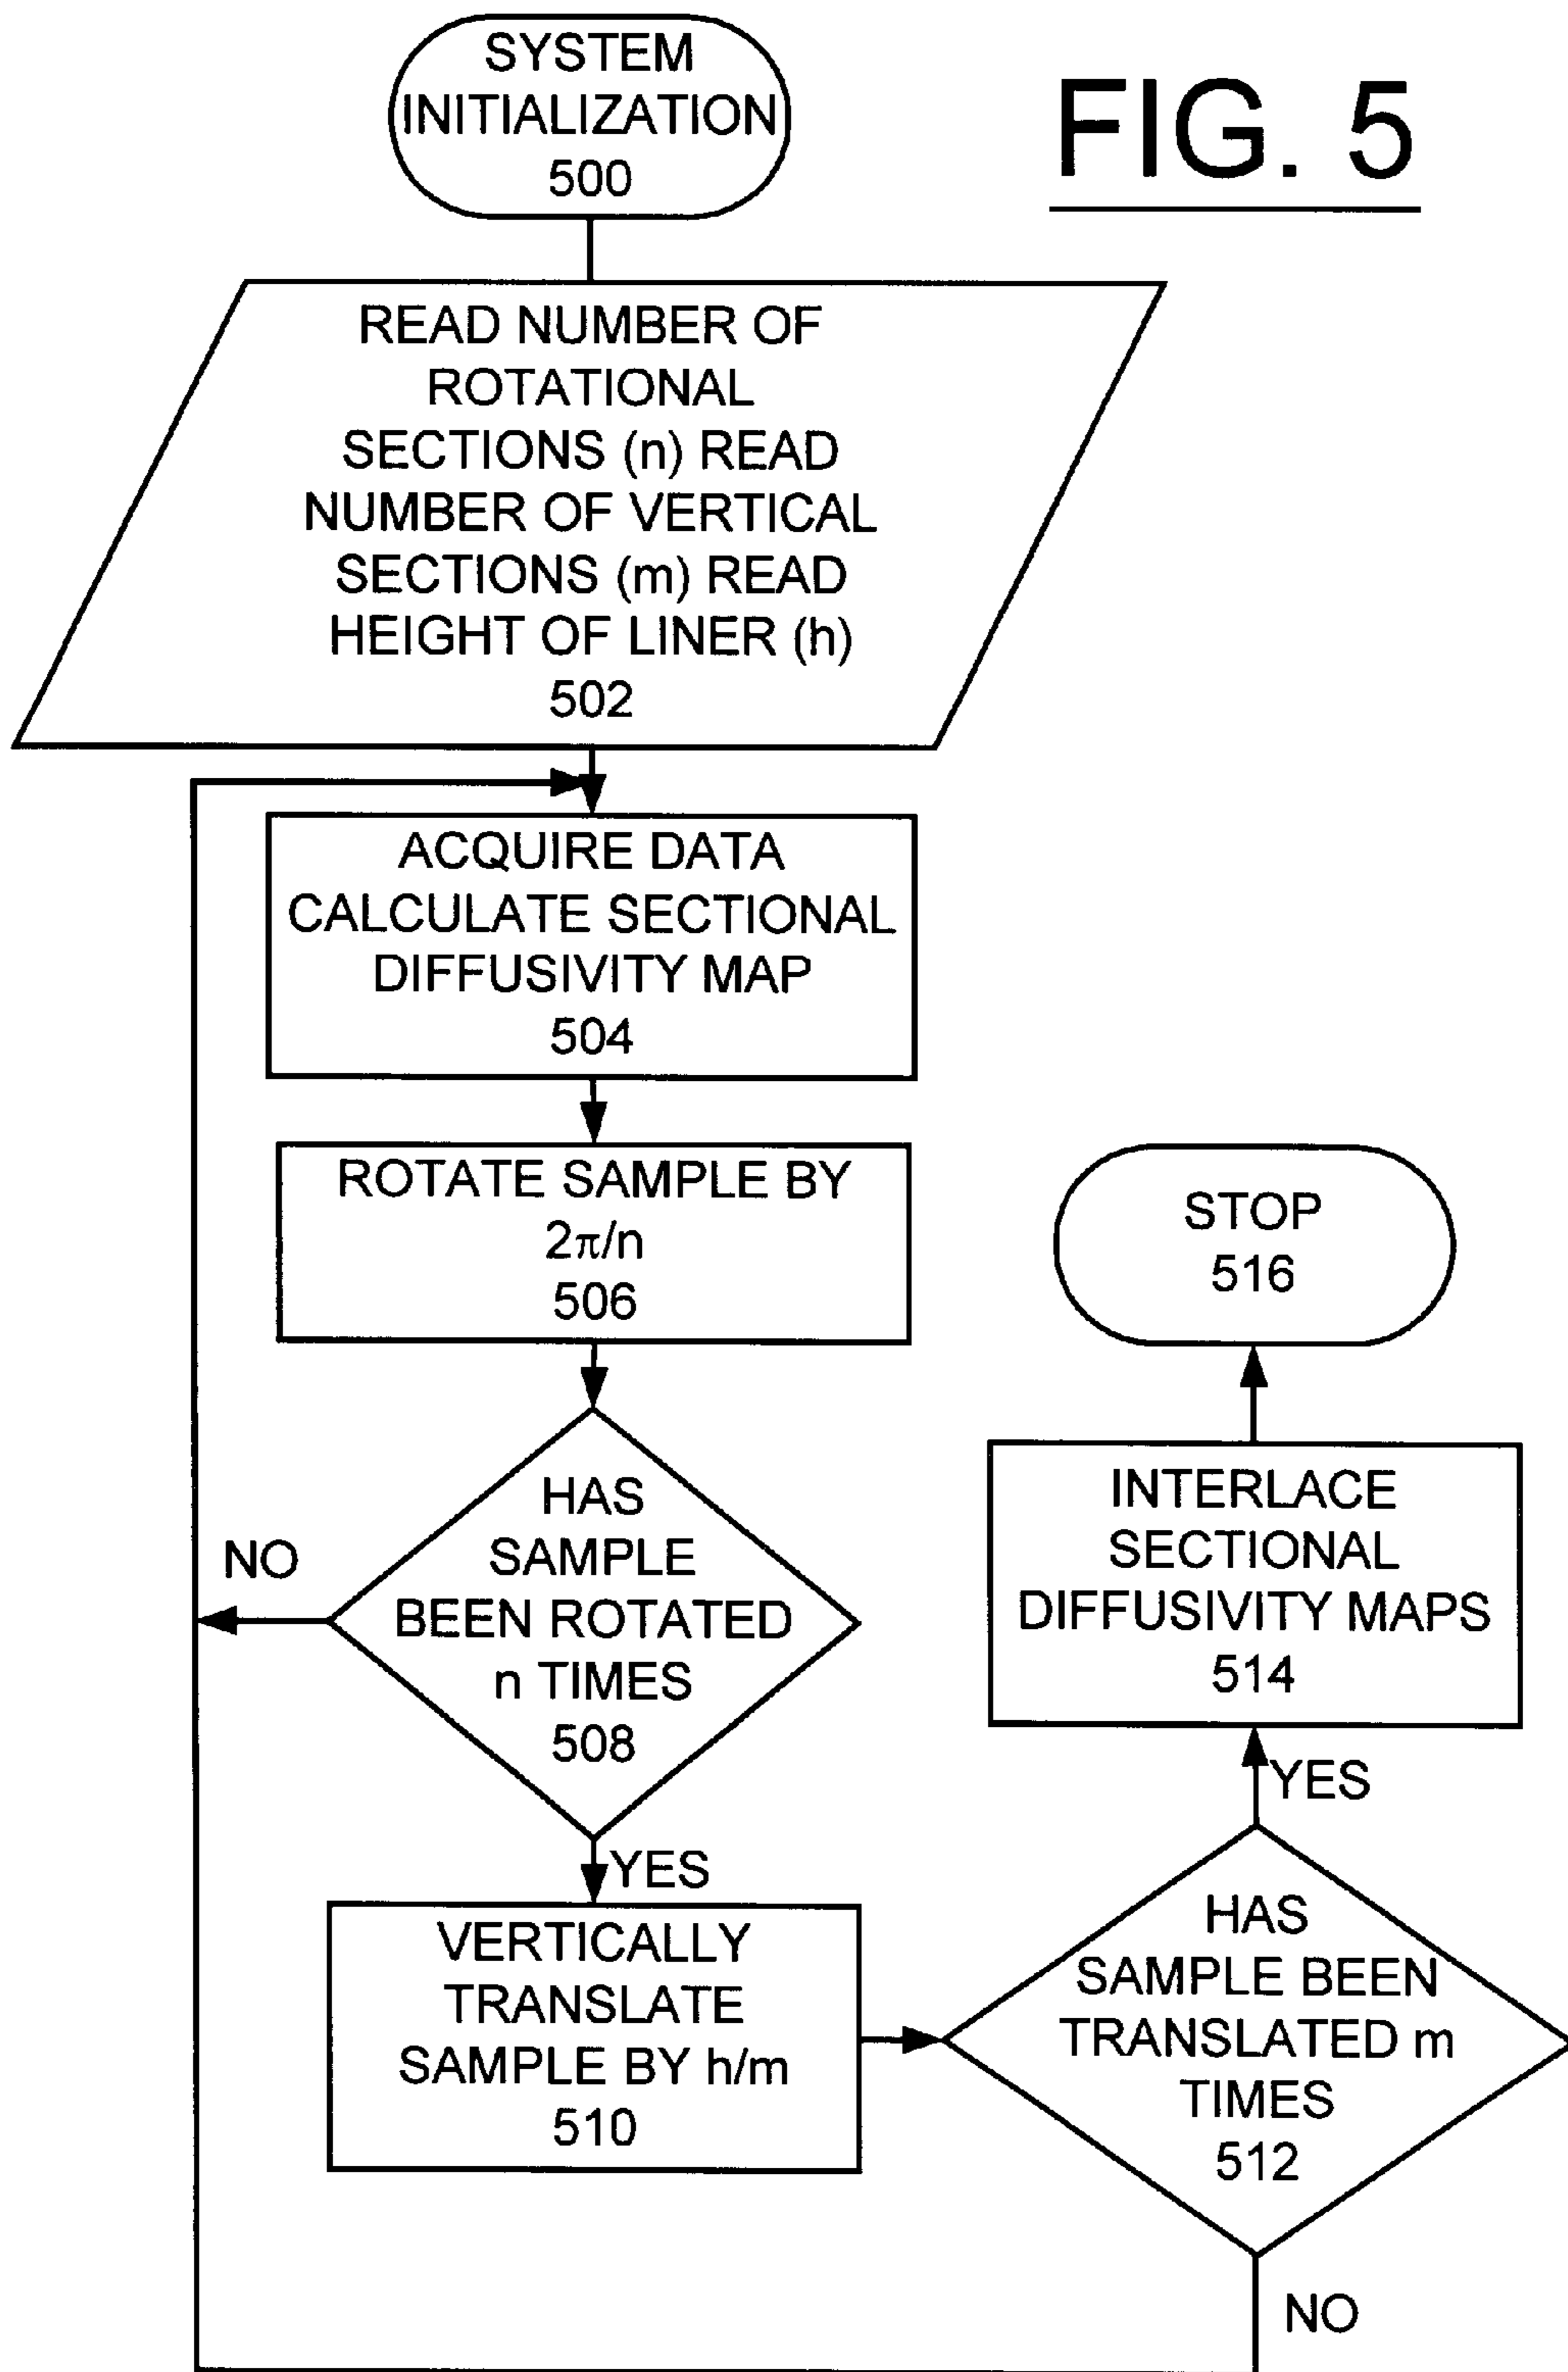 FIG. 5
SYSTEM
INITIALIZATION
500
READ NUMBER OF
ROTATIONAL
SECTIONS (n) READ
NUMBER OF VERTICAL
SECTIONS (m) READ
HEIGHT OF LINER (h)
502
ACQUIRE DATA
CALCULATE SECTIONAL
DIFFUSIVITY MAP
504
ROTATE SAMPLE BY
2π/n
506
HAS
SAMPLE
BEEN ROTATED
n TIMES
508
NO
YES
VERTICALLY
TRANSLATE
SAMPLE BY h/m
510
HAS
SAMPLE BEEN
TRANSLATED m
TIMES
512
NO
YES
INTERLACE
SECTIONAL
DIFFUSIVITY MAPS
514
STOP
516